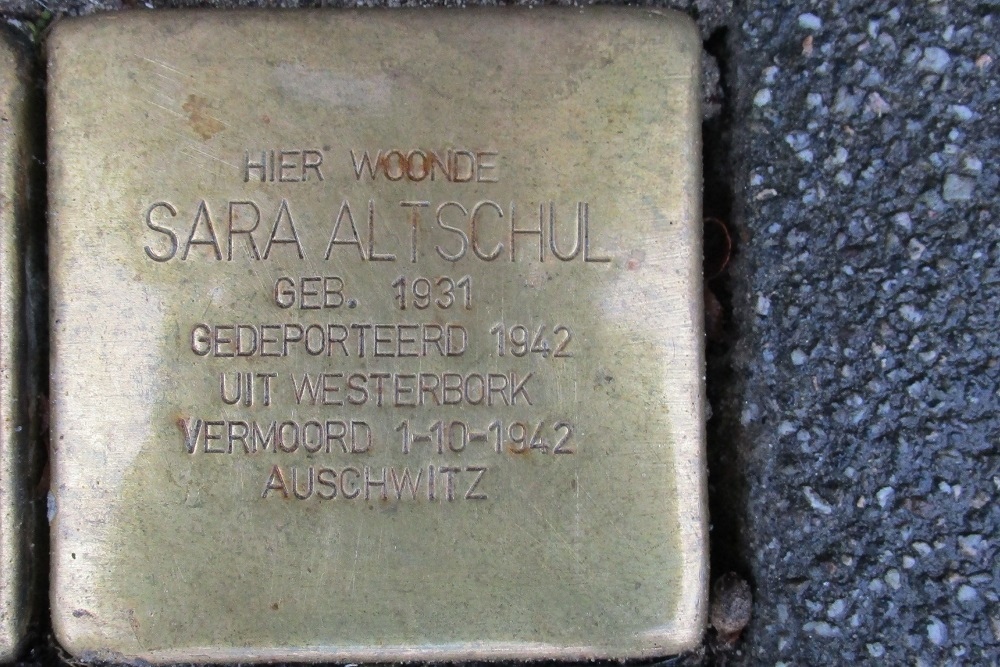 HIER WOONDE
SARA ALTSCHUL
GEB. 1931
GEDEPORTEERD 1942
UIT WESTERBORK
VERMOORD 1-10-1942
AUSCHWITZ